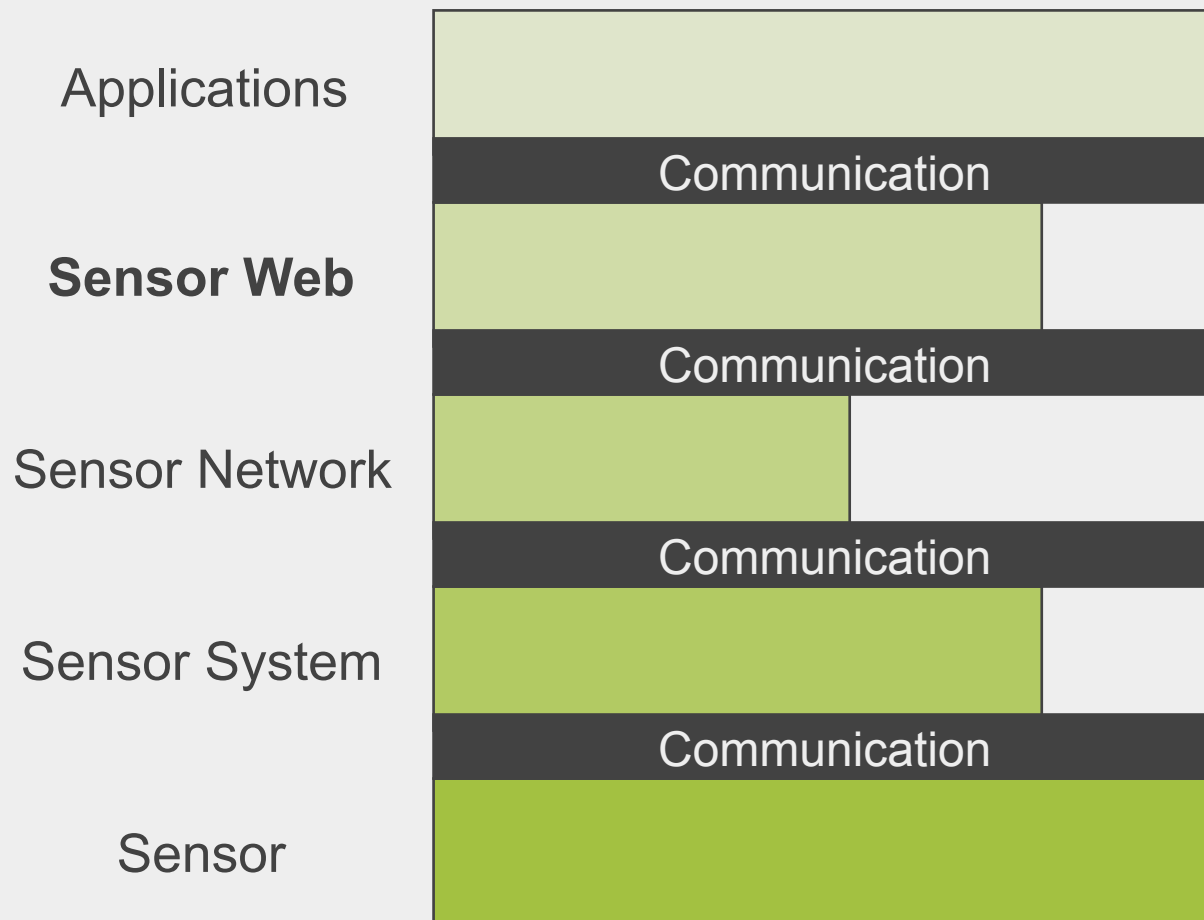 Applications
Communication
Sensor Web
Communication
Sensor Network
Communication
Sensor System
Communication
Sensor